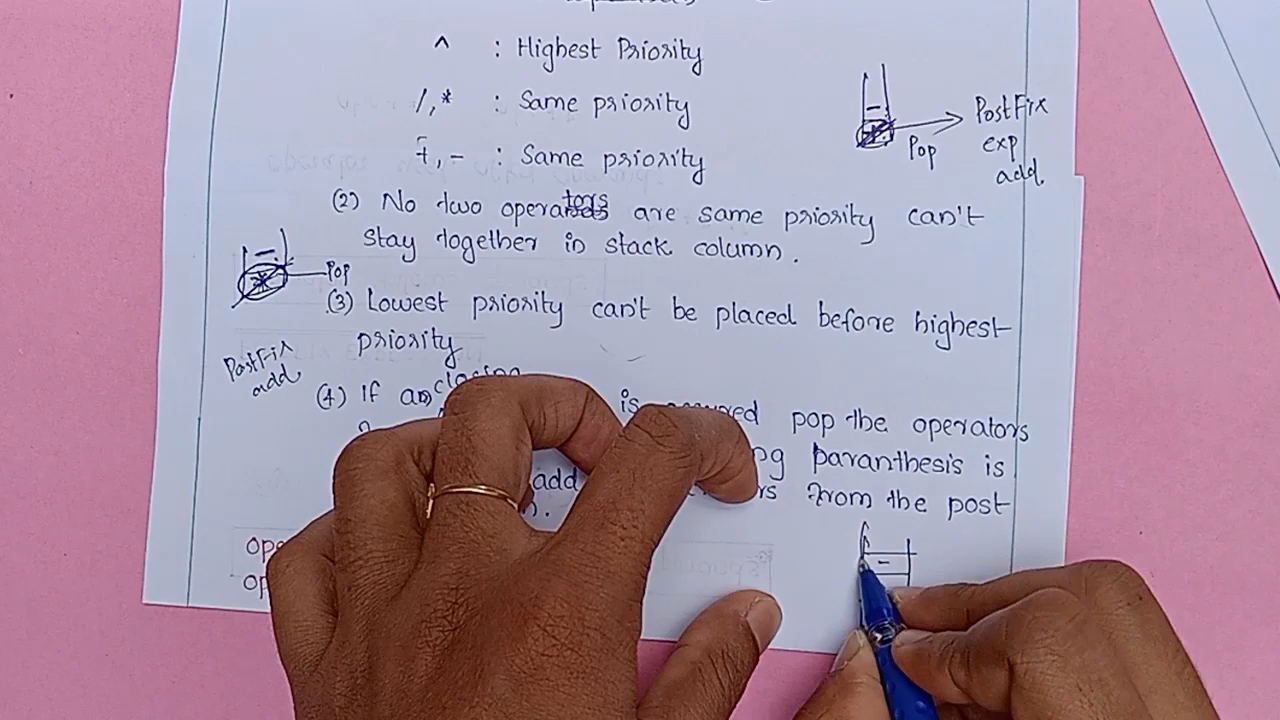 ^ : Highest Priority
/,* : Same priority
+,- : Same priority
Pop
PostFix
exp
add.
(2) No two operators are same priority can't
stay together in stack column.
Pop
PostFix
add.
(3) Lowest priority can't be placed before highest
priority
(4) If an closing
is occured pop the operators
paranthesis is
add
from the post